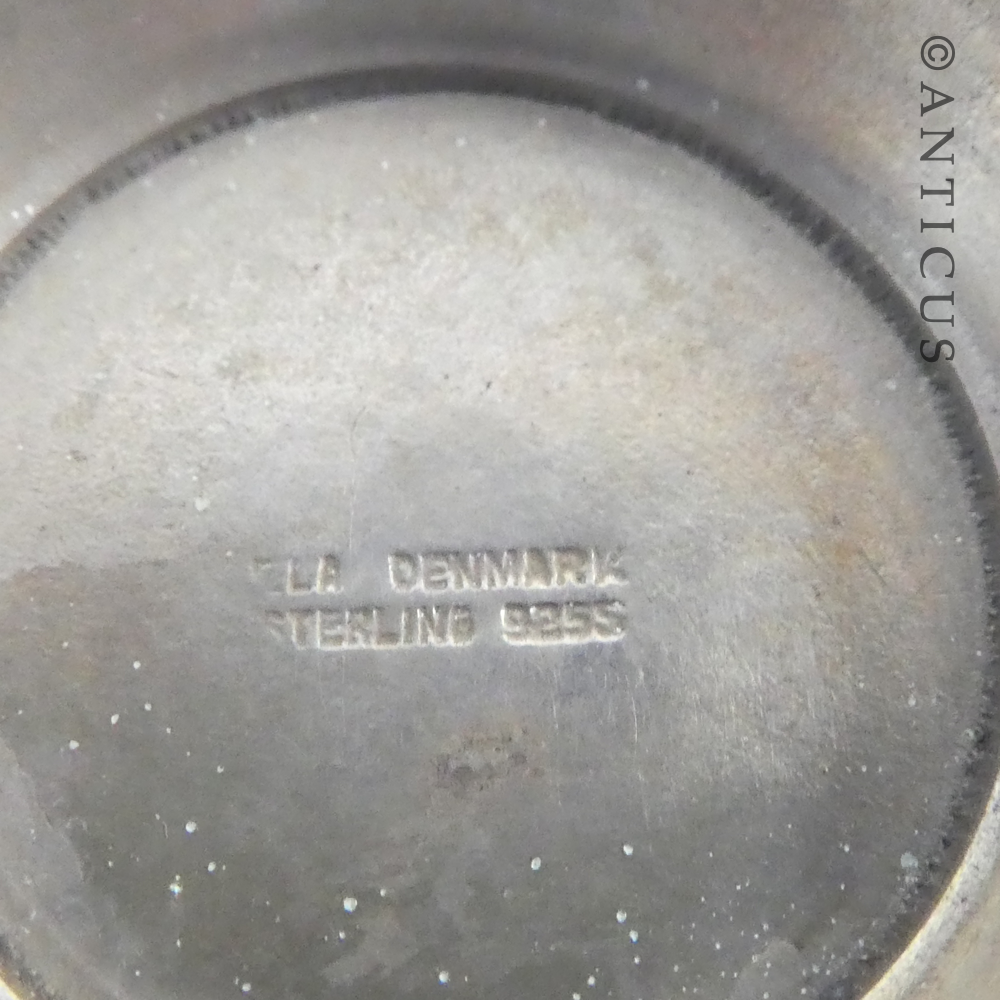 DENMARK
STERLING 925S
©ANTICUS